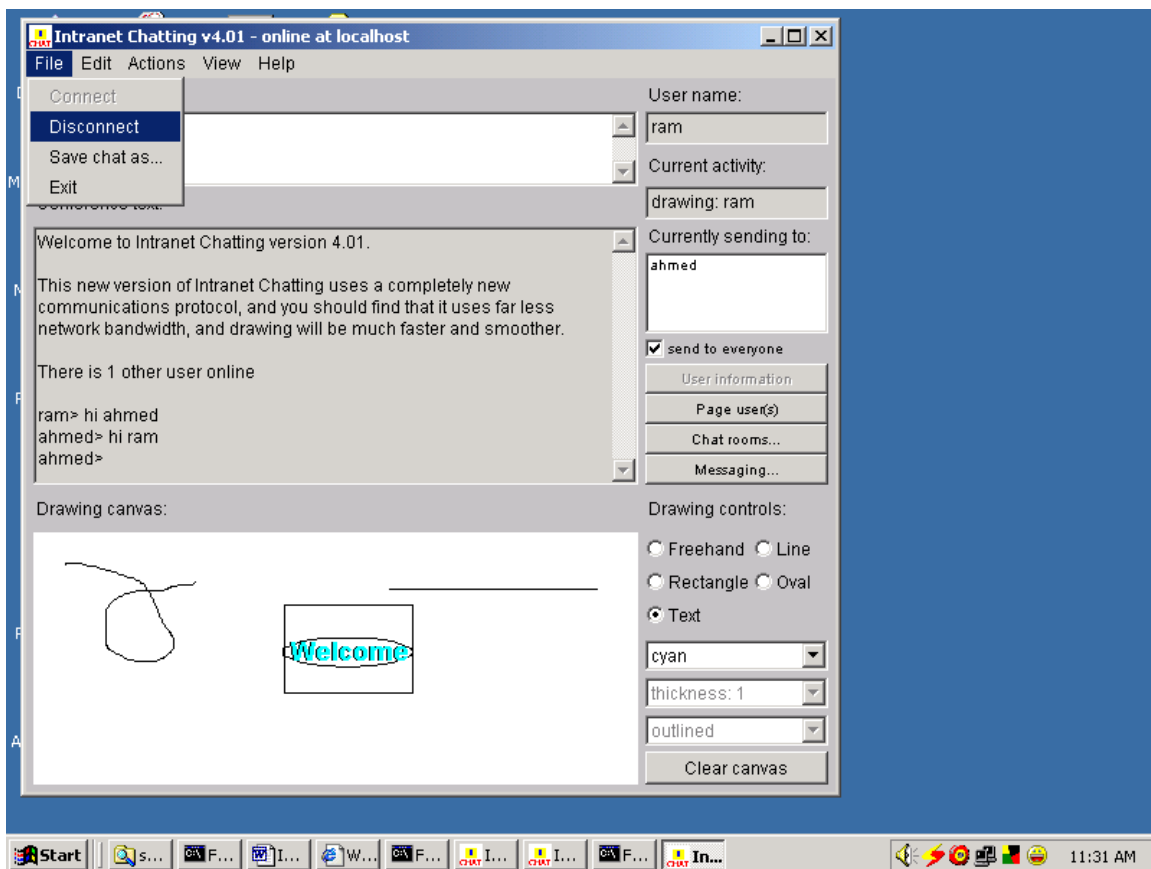 Intranet Chatting v4.01 - online at localhost
File Edit Actions View Help
Connect
Disconnect
Save chat as...
Exit
User name:
ram
Current activity:
drawing: ram
Welcome to Intranet Chatting version 4.01.
This new version of Intranet Chatting uses a completely new
communications protocol, and you should find that it uses far less
network bandwidth, and drawing will be much faster and smoother.
There is 1 other user online
ram> hi ahmed
ahmed> hi ram
ahmed>
Currently sending to:
ahmed
send to everyone
User information
Page user(s)
Chat rooms...
Messaging...
Drawing canvas:
Welcome
Drawing controls:
Freehand Line
Rectangle Oval
Text
cyan
thickness: 1
outlined
Clear canvas
Start s... F... I... W... F... I... I... F... In... 11:31 AM